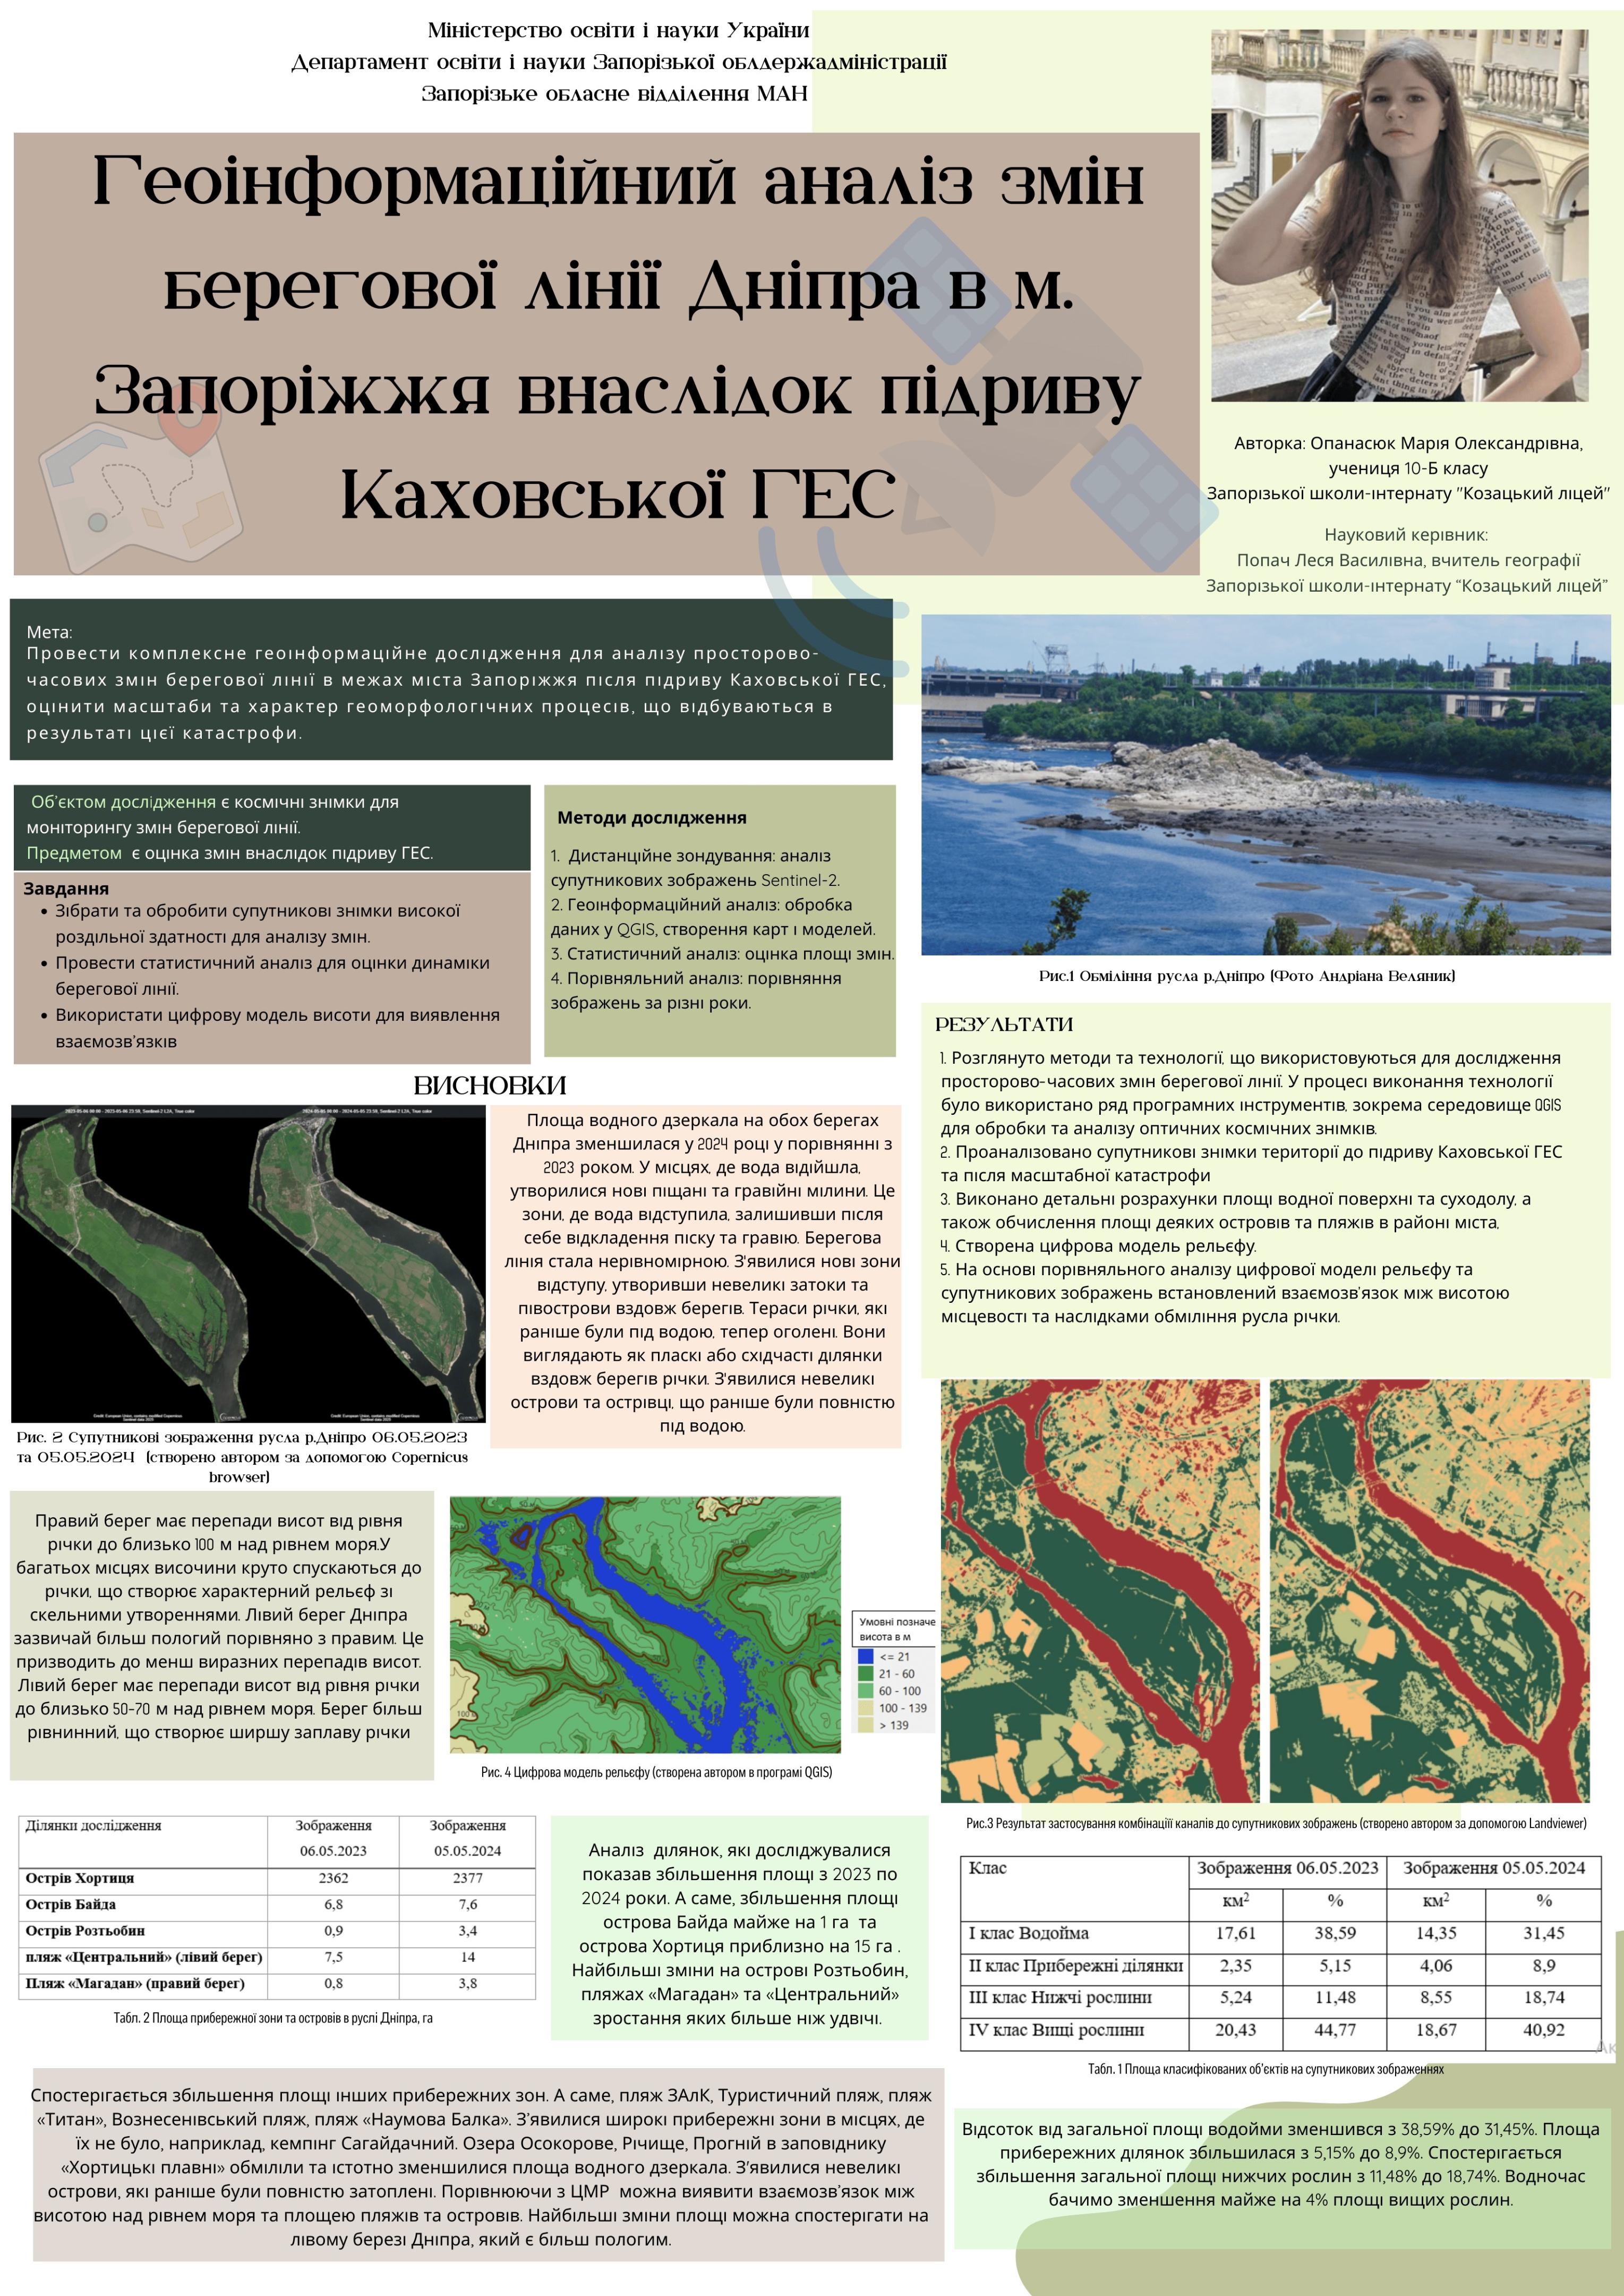 Міністерство освіти і науки України
Департамент освіти і науки Запорізької облдержадміністрації
Запорізьке обласне відділення МАН
Геоінформаційний аналіз змін
берегової лінії Дніпра в м.
Запоріжжя внаслідок підриву
Каховської ГЕС
Авторка: Опанасюк Марія Олександрівна,
учениця 10-Б класу
Запорізької школи-інтернату "Козацький ліцей"
Науковий керівник:
Попач Леся Василівна, вчитель географії
Запорізької школи-інтернату “Козацький ліцей”
Мета:
Провести комплексне геоінформаційне дослідження для аналізу просторово-
часових змін берегової лінії в межах міста Запоріжжя після підриву Каховської ГЕС,
оцінити масштаби та характер геоморфологічних процесів, що відбуваються в
результаті цієї катастрофи.
Об'єктом дослідження є космічні знімки для
моніторингу змін берегової лінії.
Предметом є оцінка змін внаслідок підриву ГЕС.
Завдання
• Зібрати та обробити супутникові знімки високої
роздільної здатності для аналізу змін.
• Провести статистичний аналіз для оцінки динаміки
берегової лінії.
• Використати цифрову модель висоти для виявлення
взаємозв'язків
Методи дослідження
1. Дистанційне зондування: аналіз
супутникових зображень Sentinel-2.
2. Геоінформаційний аналіз: обробка
даних у QGIS, створення карт і моделей.
3. Статистичний аналіз: оцінка площі змін.
4. Порівняльний аналіз: порівняння
зображень за різні роки.
Рис.1 Обміління русла р.Дніпро (Фото Андріана Веляник)
РЕЗУЛЬТАТИ
1. Розглянуто методи та технології, що використовуються для дослідження
просторово-часових змін берегової лінії. У процесі виконання технології
було використано ряд програмних інструментів, зокрема середовище QGIS
для обробки та аналізу оптичних космічних знімків.
2. Проаналізовано супутникові знімки території до підриву Каховської ГЕС
та після масштабної катастрофи
3. Виконано детальні розрахунки площі водної поверхні та суходолу, а
також обчислення площі деяких островів та пляжів в районі міста,
4. Створена цифрова модель рельєфу.
5. На основі порівняльного аналізу цифрової моделі рельєфу та
супутникових зображень встановлений взаємозв'язок між висотою
місцевості та наслідками обміління русла річки.
ВИСНОВКИ
2023-05-06 00:00 - 2023-05-06 23:59, Sentinel-2 L2A, True color
2024-05-05 00:00 - 2024-05-05 23:59, Sentinel-2 L2A, True color
Площа водного дзеркала на обох берегах
Дніпра зменшилася у 2024 році у порівнянні з
2023 роком. У місцях, де вода відійшла,
утворилися нові піщані та гравійні мілини. Це
зони, де вода відступила, залишивши після
себе відкладення піску та гравію. Берегова
лінія стала нерівномірною. З'явилися нові зони
відступу, утворивши невеликі затоки та
півострови вздовж берегів. Тераси річки, які
раніше були під водою, тепер оголені. Вони
виглядають як пласкі або східчасті ділянки
вздовж берегів річки. З'явилися невеликі
острови та острівці, що раніше були повністю
під водою.
Рис. 2 Супутникові зображення русла р.Дніпро 06.05.2023
та 05.05.2024 (створено автором за допомогою Copernicus
browser)
Правий берег має перепади висот від рівня
річки до близько 100 м над рівнем моря.У
багатьох місцях височини круто спускаються до
річки, що створює характерний рельєф зі
скельними утвореннями. Лівий берег Дніпра
зазвичай більш пологий порівняно з правим. Це
призводить до менш виразних перепадів висот.
Лівий берег має перепади висот від рівня річки
до близько 50-70 м над рівнем моря. Берег більш
рівнинний, що створює ширшу заплаву річки
Умовні позначе
висота в м
<= 21
21 - 60
60 - 100
100 - 139
> 139
Рис. 4 Цифрова модель рельєфу (створена автором в програмі QGIS)
Рис.3 Результат застосування комбінаціїї каналів до супутникових зображень (створено автором за допомогою Landviewer)
Ділянки дослідження Зображення 06.05.2023 Зображення 05.05.2024
Острів Хортиця 2362 2377
Острів Байда 6,8 7,6
Острів Розтьобин 0,9 3,4
пляж «Центральний» (лівий берег) 7,5 14
Пляж «Магадан» (правий берег) 0,8 3,8
Табл. 2 Площа прибережної зони та островів в руслі Дніпра, га
Аналіз ділянок, які досліджувалися
показав збільшення площі з 2023 по
2024 роки. А саме, збільшення площі
острова Байда майже на 1 га та
острова Хортиця приблизно на 15 га .
Найбільші зміни на острові Розтьобин,
пляжах «Магадан» та «Центральний»
зростання яких більше ніж удвічі.
Клас Зображення 06.05.2023 Зображення 05.05.2024
км² % км² %
І клас Водойма 17,61 38,59 14,35 31,45
ІІ клас Прибережні ділянки 2,35 5,15 4,06 8,9
ІІІ клас Нижчі рослини 5,24 11,48 8,55 18,74
IV клас Вищі рослини 20,43 44,77 18,67 40,92
Ак
Табл. 1 Площа класифікованих об'єктів на супутникових зображеннях
Спостерігається збільшення площі інших прибережних зон. А саме, пляж ЗАлК, Туристичний пляж, пляж
«Титан», Вознесенівський пляж, пляж «Наумова Балка». З'явилися широкі прибережні зони в місцях, де
їх не було, наприклад, кемпінг Сагайдачний. Озера Осокорове, Річище, Прогній в заповіднику
«Хортицькі плавні» обміліли та істотно зменшилися площа водного дзеркала. З'явилися невеликі
острови, які раніше були повністю затоплені. Порівнюючи з ЦМР можна виявити взаємозв'язок між
висотою над рівнем моря та площею пляжів та островів. Найбільші зміни площі можна спостерігати на
лівому березі Дніпра, який є більш пологим.
Відсоток від загальної площі водойми зменшився з 38,59% до 31,45%. Площа
прибережних ділянок збільшилася з 5,15% до 8,9%. Спостерігається
збільшення загальної площі нижчих рослин з 11,48% до 18,74%. Водночас
бачимо зменшення майже на 4% площі вищих рослин.